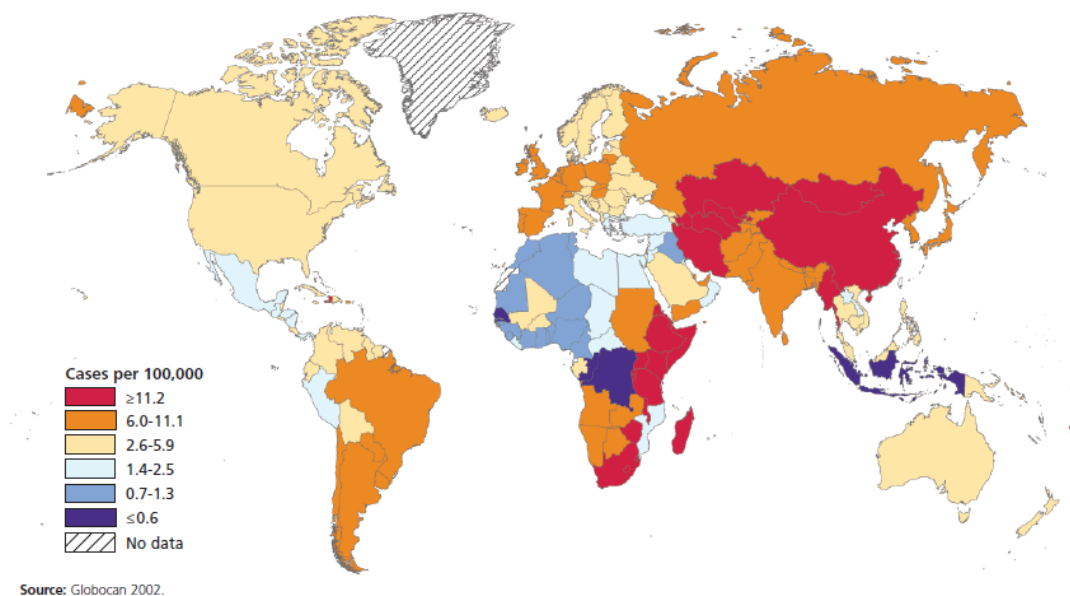 Cases per 100,000
≥11.2
6.0-11.1
2.6-5.9
1.4-2.5
0.7-1.3
≤0.6
No data
Source: Globocan 2002.